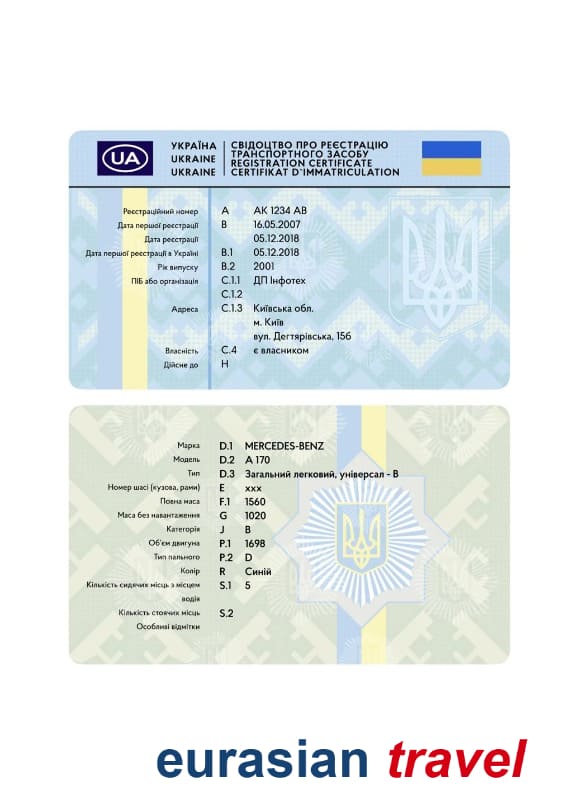 UA
УКРАЇНА
UKRAINE
UKRAINE
СВІДОЦТВО ПРО РЕЄСТРАЦІЮ
ТРАНСПОРТНОГО ЗАСОБУ
REGISTRATION CERTIFICATE
CERTIFIKAT D'IMMATRICULATION
Реєстраційний номер A АК 1234 АВ
Дата першої реєстрації B 16.05.2007
Дата реєстрації 05.12.2018
Дата першої реєстрації в Україні B.1 05.12.2018
Рік випуску B.2 2001
ПІБ або організація C.1.1 ДП Інфотех
C.1.2
Адреса C.1.3 Київська обл.
м. Київ
вул. Дегтярівська, 15б
Власність C.4 є власником
Дійсне до H
Марка D.1 MERCEDES-BENZ
Модель D.2 A 170
Тип D.3 Загальний легковий, універсал - В
Номер шасі (кузова, рами) E xxx
Повна маса F.1 1560
Маса без навантаження G 1020
Категорія J B
Об'єм двигуна P.1 1698
Тип пального P.2 D
Колір R Синій
Кількість сидячих місць з місцем S.1 5
водія
Кількість стоячих місць S.2
Особливі відмітки
eurasian travel